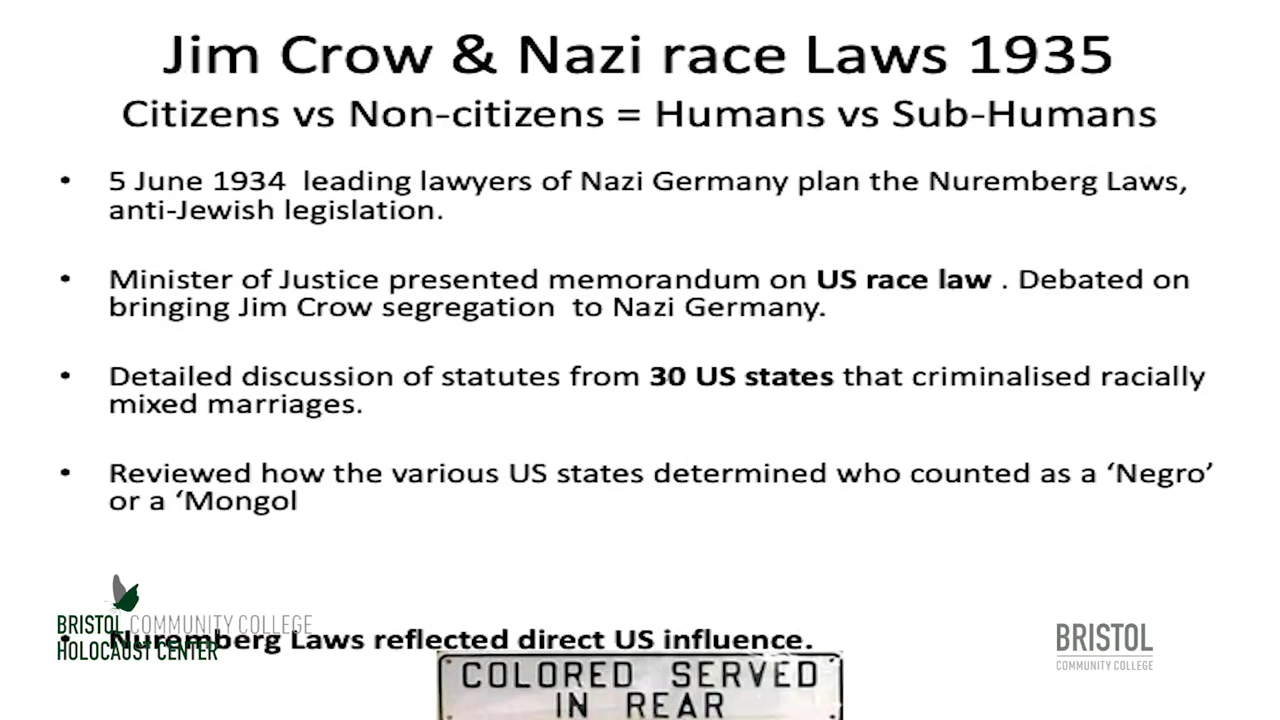 Jim Crow & Nazi race Laws 1935
Citizens vs Non-citizens = Humans vs Sub-Humans
• 5 June 1934 leading lawyers of Nazi Germany plan the Nuremberg Laws,
anti-Jewish legislation.
• Minister of Justice presented memorandum on US race law . Debated on
bringing Jim Crow segregation to Nazi Germany.
• Detailed discussion of statutes from 30 US states that criminalised racially
mixed marriages.
• Reviewed how the various US states determined who counted as a ‘Negro’
or a ‘Mongol
• Nuremberg Laws reflected direct US influence.
BRISTOL COMMUNITY COLLEGE
HOLOCAUST CENTER
BRISTOL
COMMUNITY COLLEGE
COLORED SERVED
IN REAR